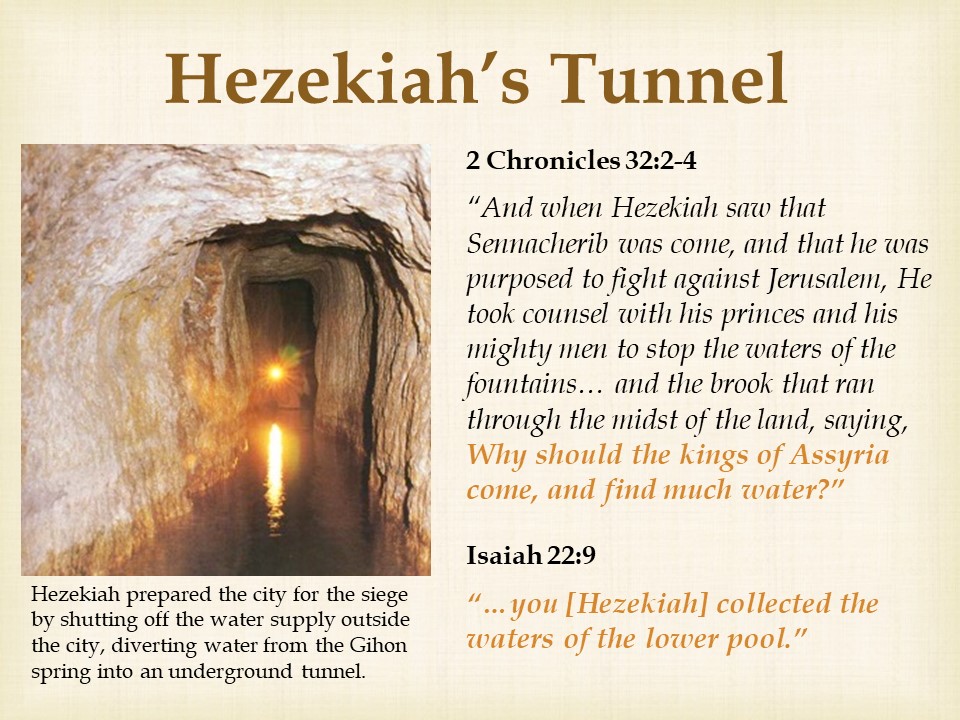 Hezekiah’s Tunnel
2 Chronicles 32:2-4
“And when Hezekiah saw that
Sennacherib was come, and that he was
purposed to fight against Jerusalem, He
took counsel with his princes and his
mighty men to stop the waters of the
fountains… and the brook that ran
through the midst of the land, saying,
Why should the kings of Assyria
come, and find much water?”
Isaiah 22:9
“…you [Hezekiah] collected the
waters of the lower pool.”
Hezekiah prepared the city for the siege
by shutting off the water supply outside
the city, diverting water from the Gihon
spring into an underground tunnel.